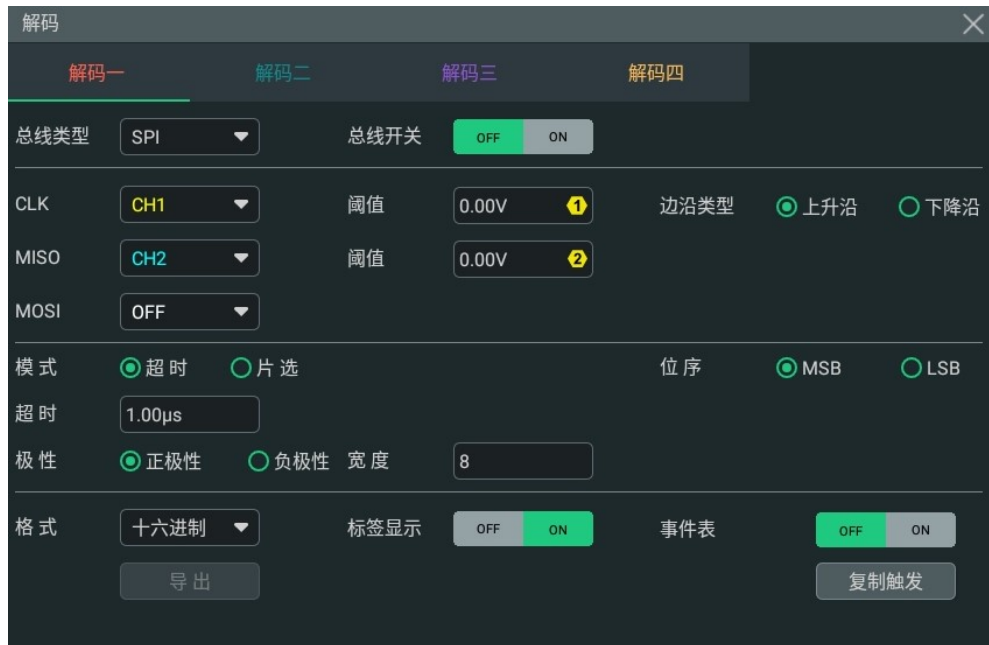 解码
解码一 解码二 解码三 解码四
总线类型 SPI 总线开关 OFF ON
CLK CH1 阈值 0.00V 1 边沿类型 上升沿 下降沿
MISO CH2 阈值 0.00V 2
MOSI OFF
模式 超时 片选 位序 MSB LSB
超时 1.00μs
极性 正极性 负极性 宽度 8
格式 十六进制 标签显示 OFF ON 事件表 OFF ON
导出 复制触发